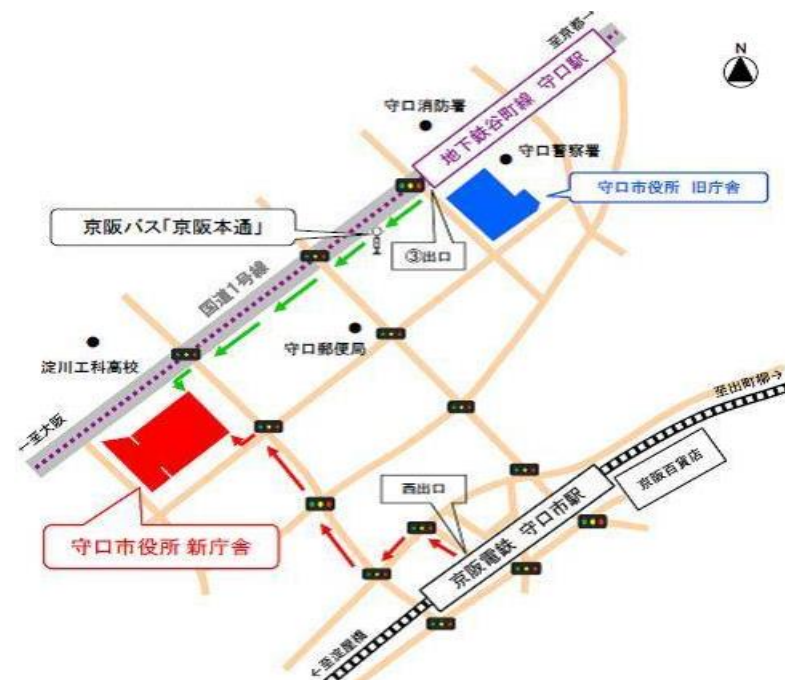 至京都→
N
地下鉄谷町線 守口駅
守口消防署
守口警察署
守口市役所 旧庁舎
京阪バス「京阪本通」
③出口
国道1号線
守口郵便局
淀川工科高校
←至大阪
至出町柳→
京阪百貨店
西出口
京阪電鉄 守口市駅
守口市役所 新庁舎
←至淀屋橋